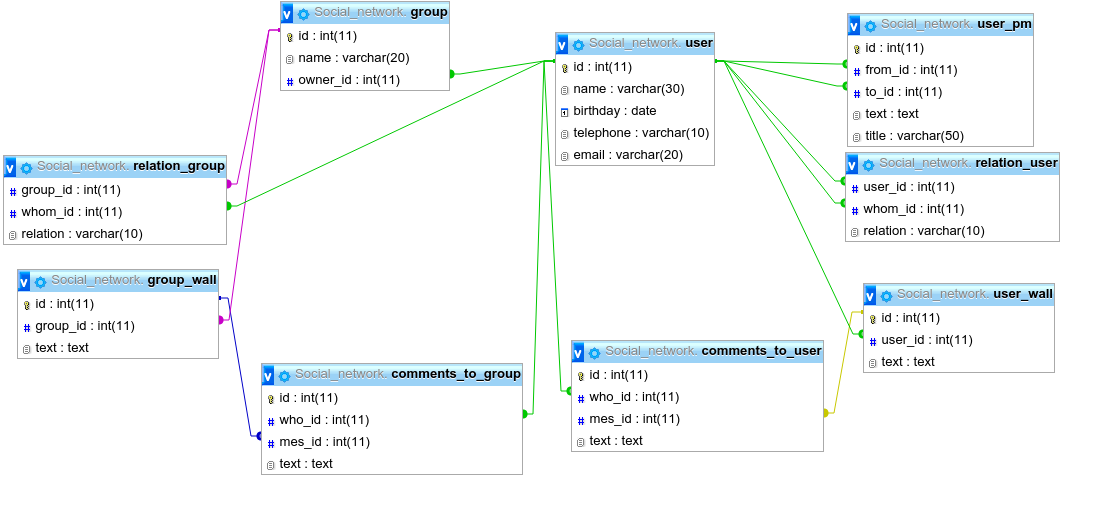 v Social_network. group
id : int(11)
name : varchar(20)
owner_id : int(11)
v Social_network. user
id : int(11)
name : varchar(30)
birthday : date
telephone : varchar(10)
email : varchar(20)
v Social_network. user_pm
id : int(11)
# from_id : int(11)
# to_id : int(11)
text : text
title : varchar(50)
v Social_network. relation_group
# group_id : int(11)
# whom_id : int(11)
relation : varchar(10)
v Social_network. relation_user
# user_id : int(11)
# whom_id : int(11)
relation : varchar(10)
v Social_network. group_wall
id : int(11)
# group_id : int(11)
text : text
v Social_network. user_wall
id : int(11)
# user_id : int(11)
text : text
v Social_network. comments_to_group
id : int(11)
# who_id : int(11)
# mes_id : int(11)
text : text
v Social_network. comments_to_user
id : int(11)
# who_id : int(11)
# mes_id : int(11)
text : text